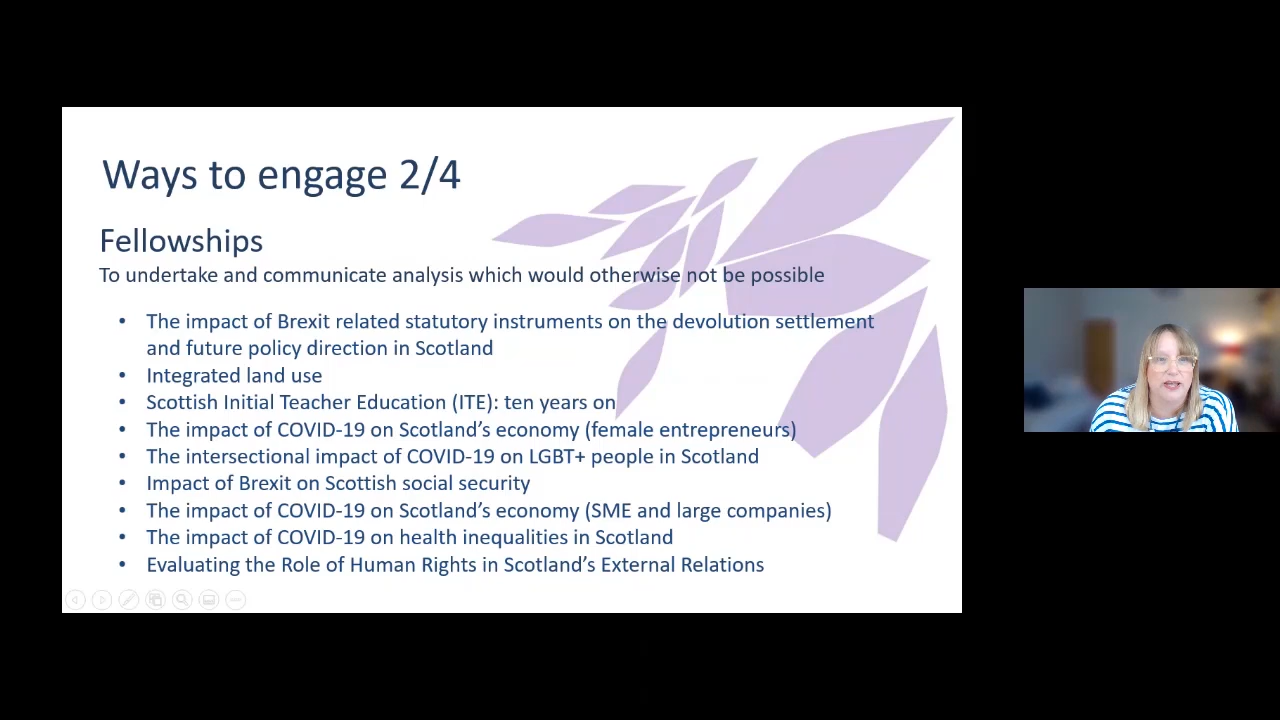 Ways to engage 2/4
Fellowships
To undertake and communicate analysis which would otherwise not be possible
• The impact of Brexit related statutory instruments on the devolution settlement
and future policy direction in Scotland
• Integrated land use
• Scottish Initial Teacher Education (ITE): ten years on
• The impact of COVID-19 on Scotland’s economy (female entrepreneurs)
• The intersectional impact of COVID-19 on LGBT+ people in Scotland
• Impact of Brexit on Scottish social security
• The impact of COVID-19 on Scotland’s economy (SME and large companies)
• The impact of COVID-19 on health inequalities in Scotland
• Evaluating the Role of Human Rights in Scotland’s External Relations